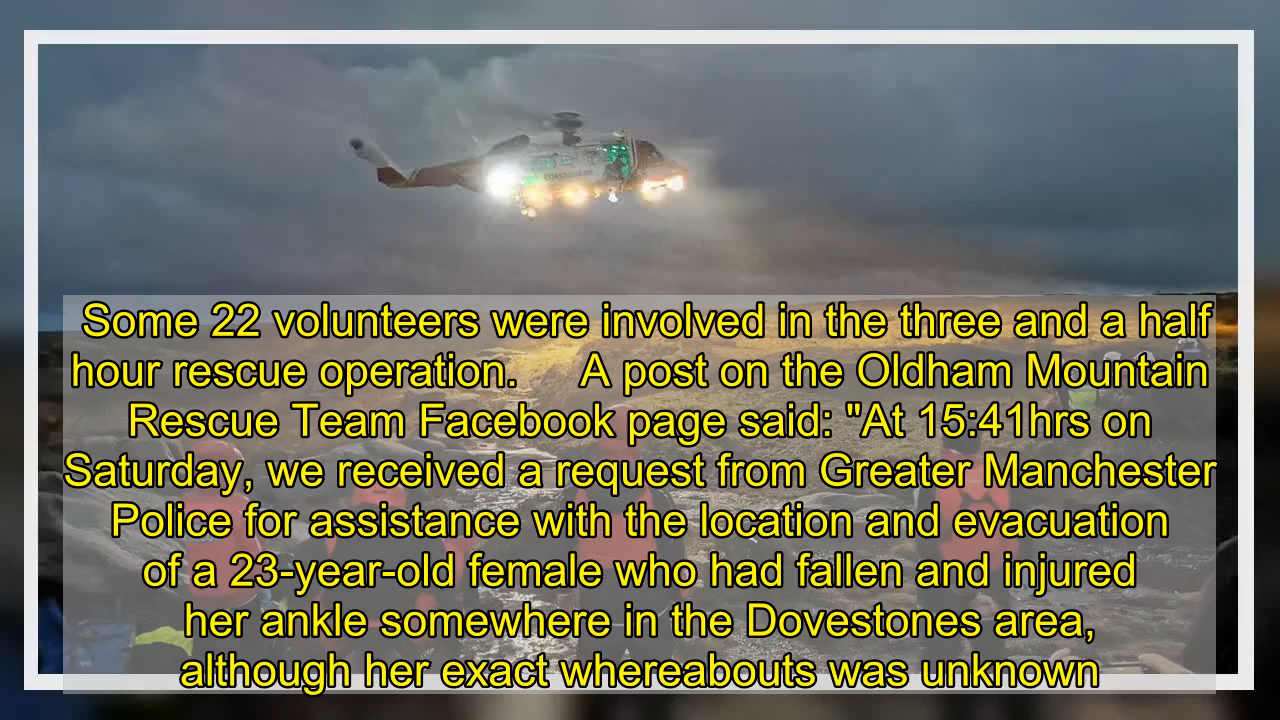 Some 22 volunteers were involved in the three and a half
hour rescue operation. A post on the Oldham Mountain
Rescue Team Facebook page said: "At 15:41hrs on
Saturday, we received a request from Greater Manchester
Police for assistance with the location and evacuation
of a 23-year-old female who had fallen and injured
her ankle somewhere in the Dovestones area,
although her exact whereabouts was unknown